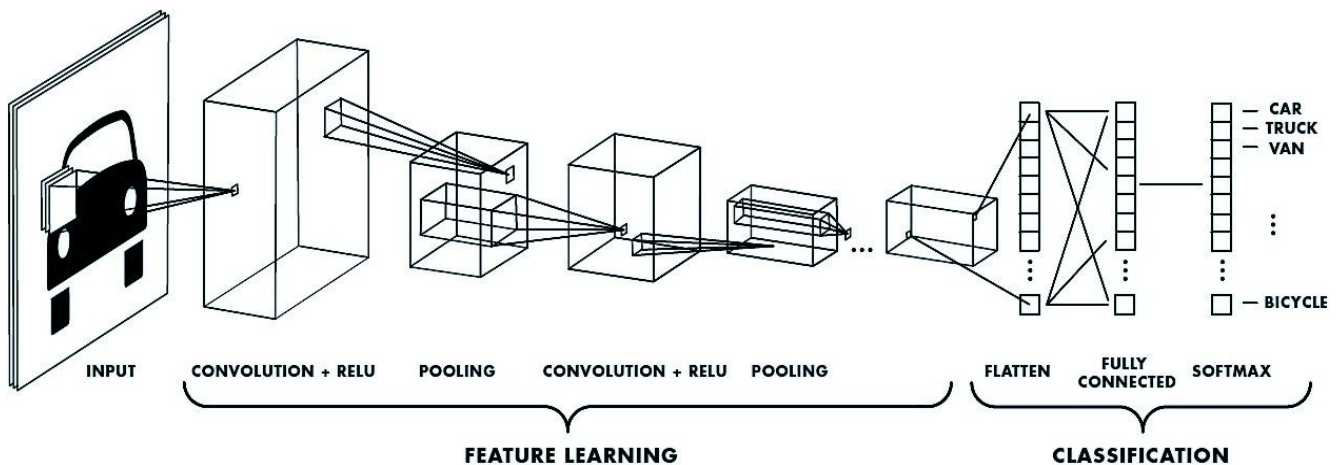 CAR
TRUCK
VAN
BICYCLE
INPUT
CONVOLUTION + RELU
POOLING
CONVOLUTION + RELU
POOLING
FLATTEN
FULLY
CONNECTED
SOFTMAX
FEATURE LEARNING
CLASSIFICATION